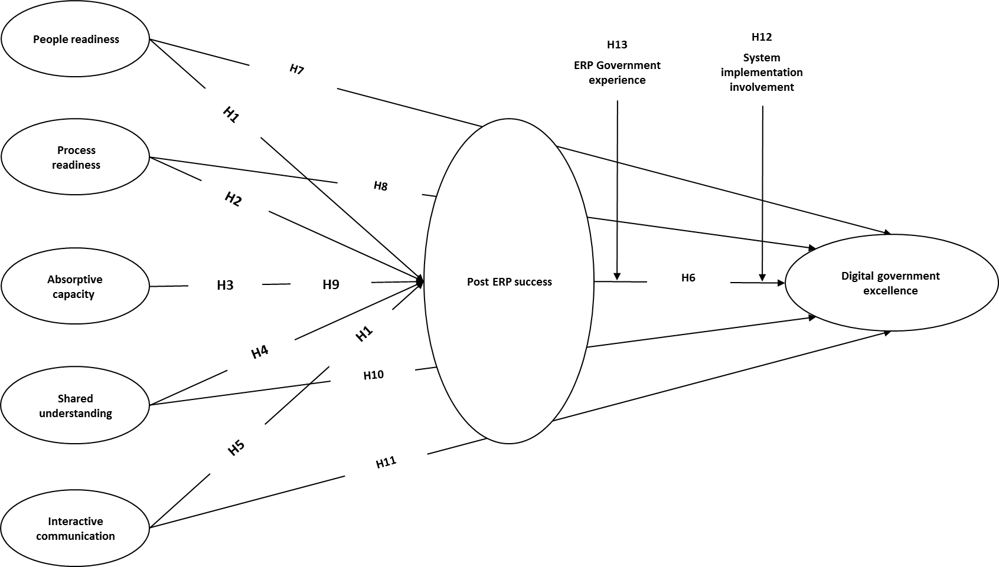 People readiness
H7
H13
ERP Government
experience
H12
System
implementation
involvement
H1
Process
readiness
H8
H2
Absorptive
capacity
H3
H9
Post ERP success
H6
Digital government
excellence
H1
H4
Shared
understanding
H10
H5
H11
Interactive
communication